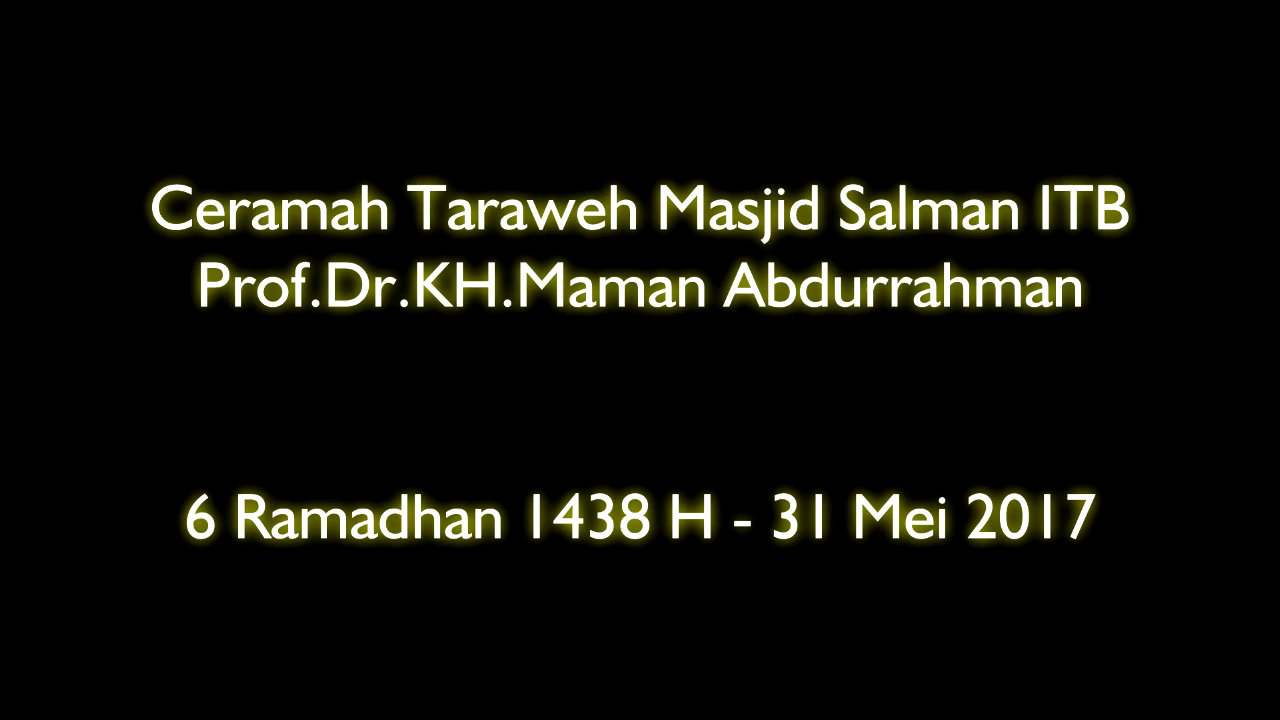 Ceramah Taraweh Masjid Salman ITB
Prof.Dr.KH.Maman Abdurrahman
6 Ramadhan 1438 H - 31 Mei 2017